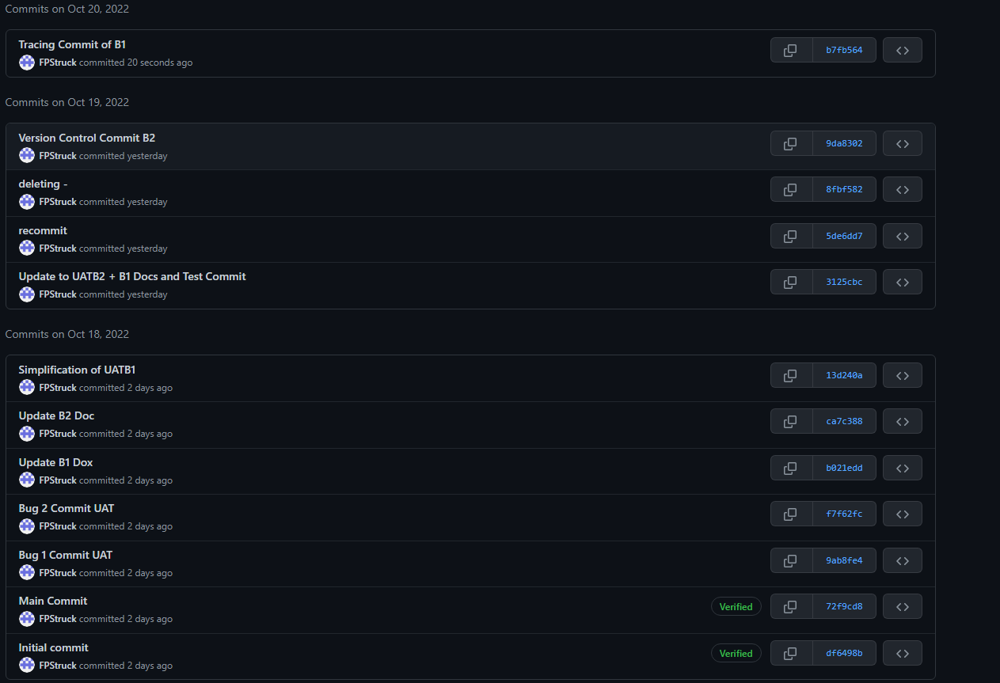 Commits on Oct 20, 2022
Tracing Commit of B1
FPStruck committed 20 seconds ago
b7fb564
Commits on Oct 19, 2022
Version Control Commit B2
FPStruck committed yesterday
9da8302
deleting -
FPStruck committed yesterday
8fbf582
recommit
FPStruck committed yesterday
5de6dd7
Update to UATB2 + B1 Docs and Test Commit
FPStruck committed yesterday
3125cbc
Commits on Oct 18, 2022
Simplification of UATB1
FPStruck committed 2 days ago
13d240a
Update B2 Doc
FPStruck committed 2 days ago
ca7c388
Update B1 Dox
FPStruck committed 2 days ago
b021edd
Bug 2 Commit UAT
FPStruck committed 2 days ago
f7f62fc
Bug 1 Commit UAT
FPStruck committed 2 days ago
9ab8fe4
Main Commit
FPStruck committed 2 days ago
Verified
72f9cd8
Initial commit
FPStruck committed 2 days ago
Verified
df6498b